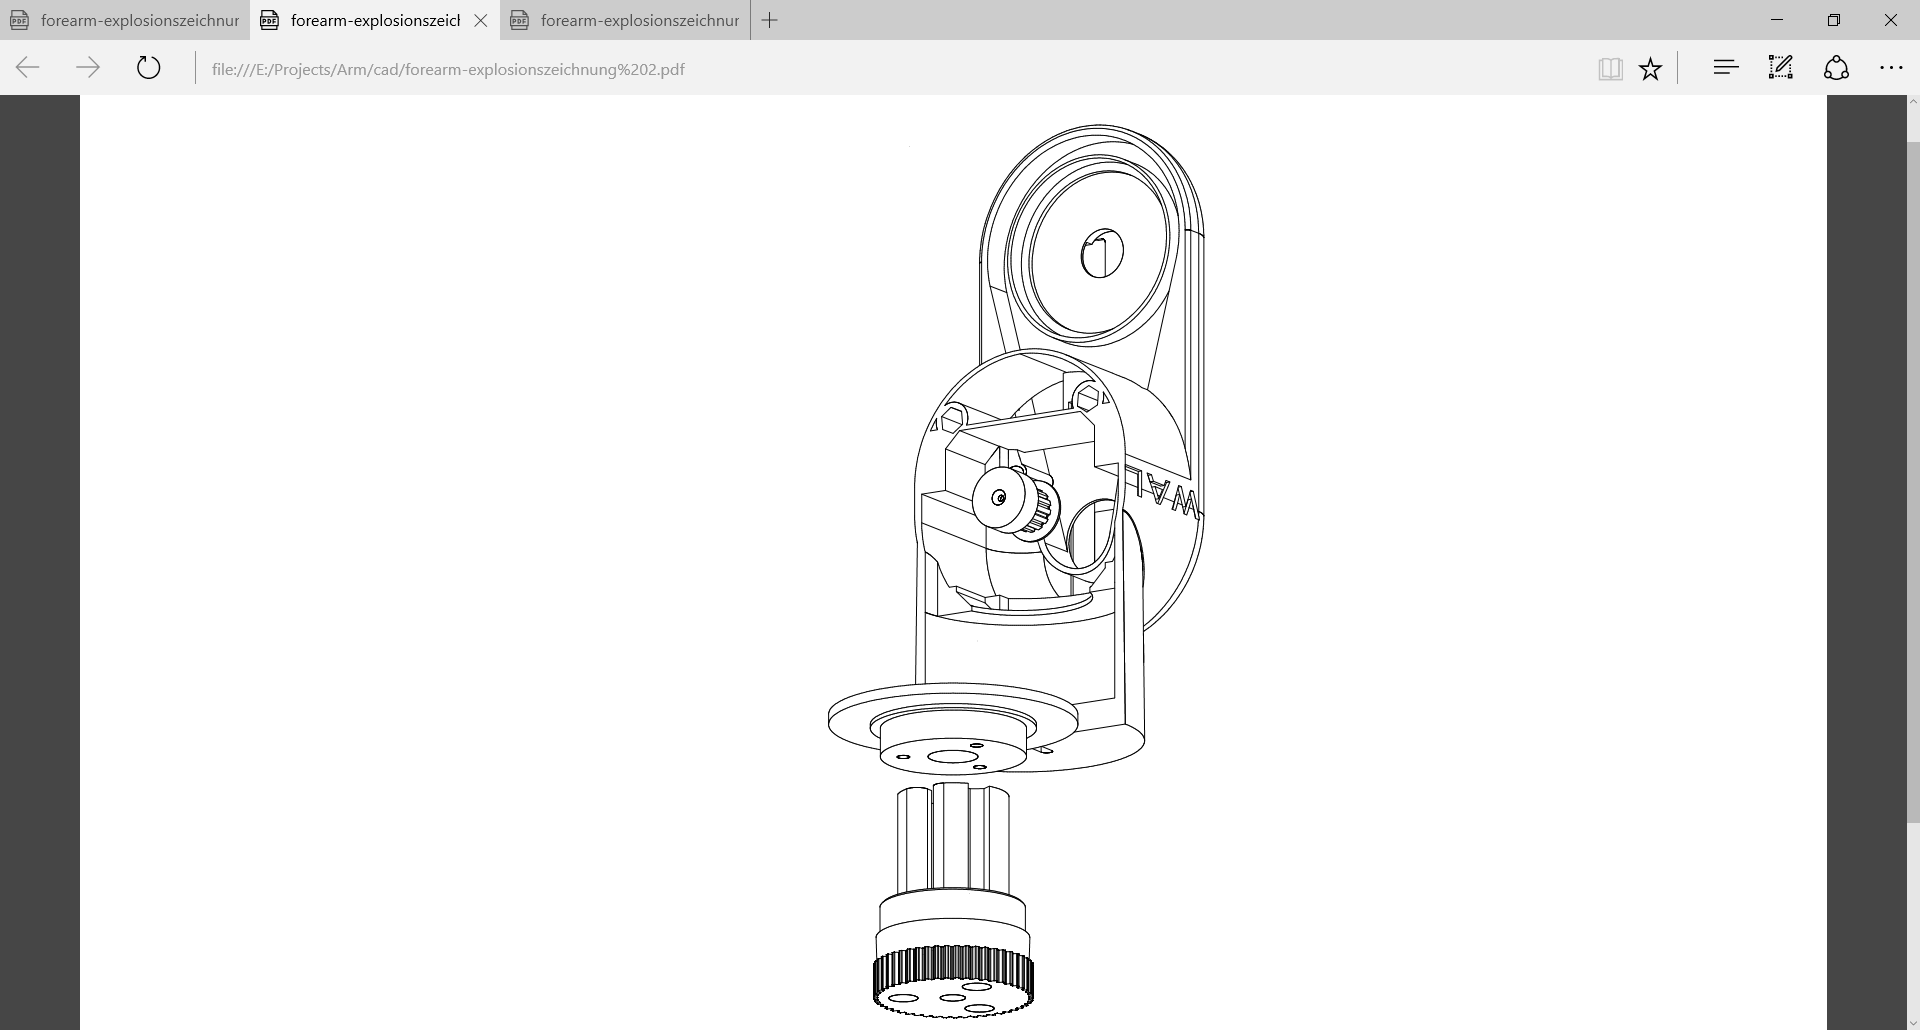 forearm-explosionszeichnur
forearm-explosionszeich
forearm-explosionszeichnur
file:///E:/Projects/Arm/cad/forearm-explosionszeichnung%202.pdf